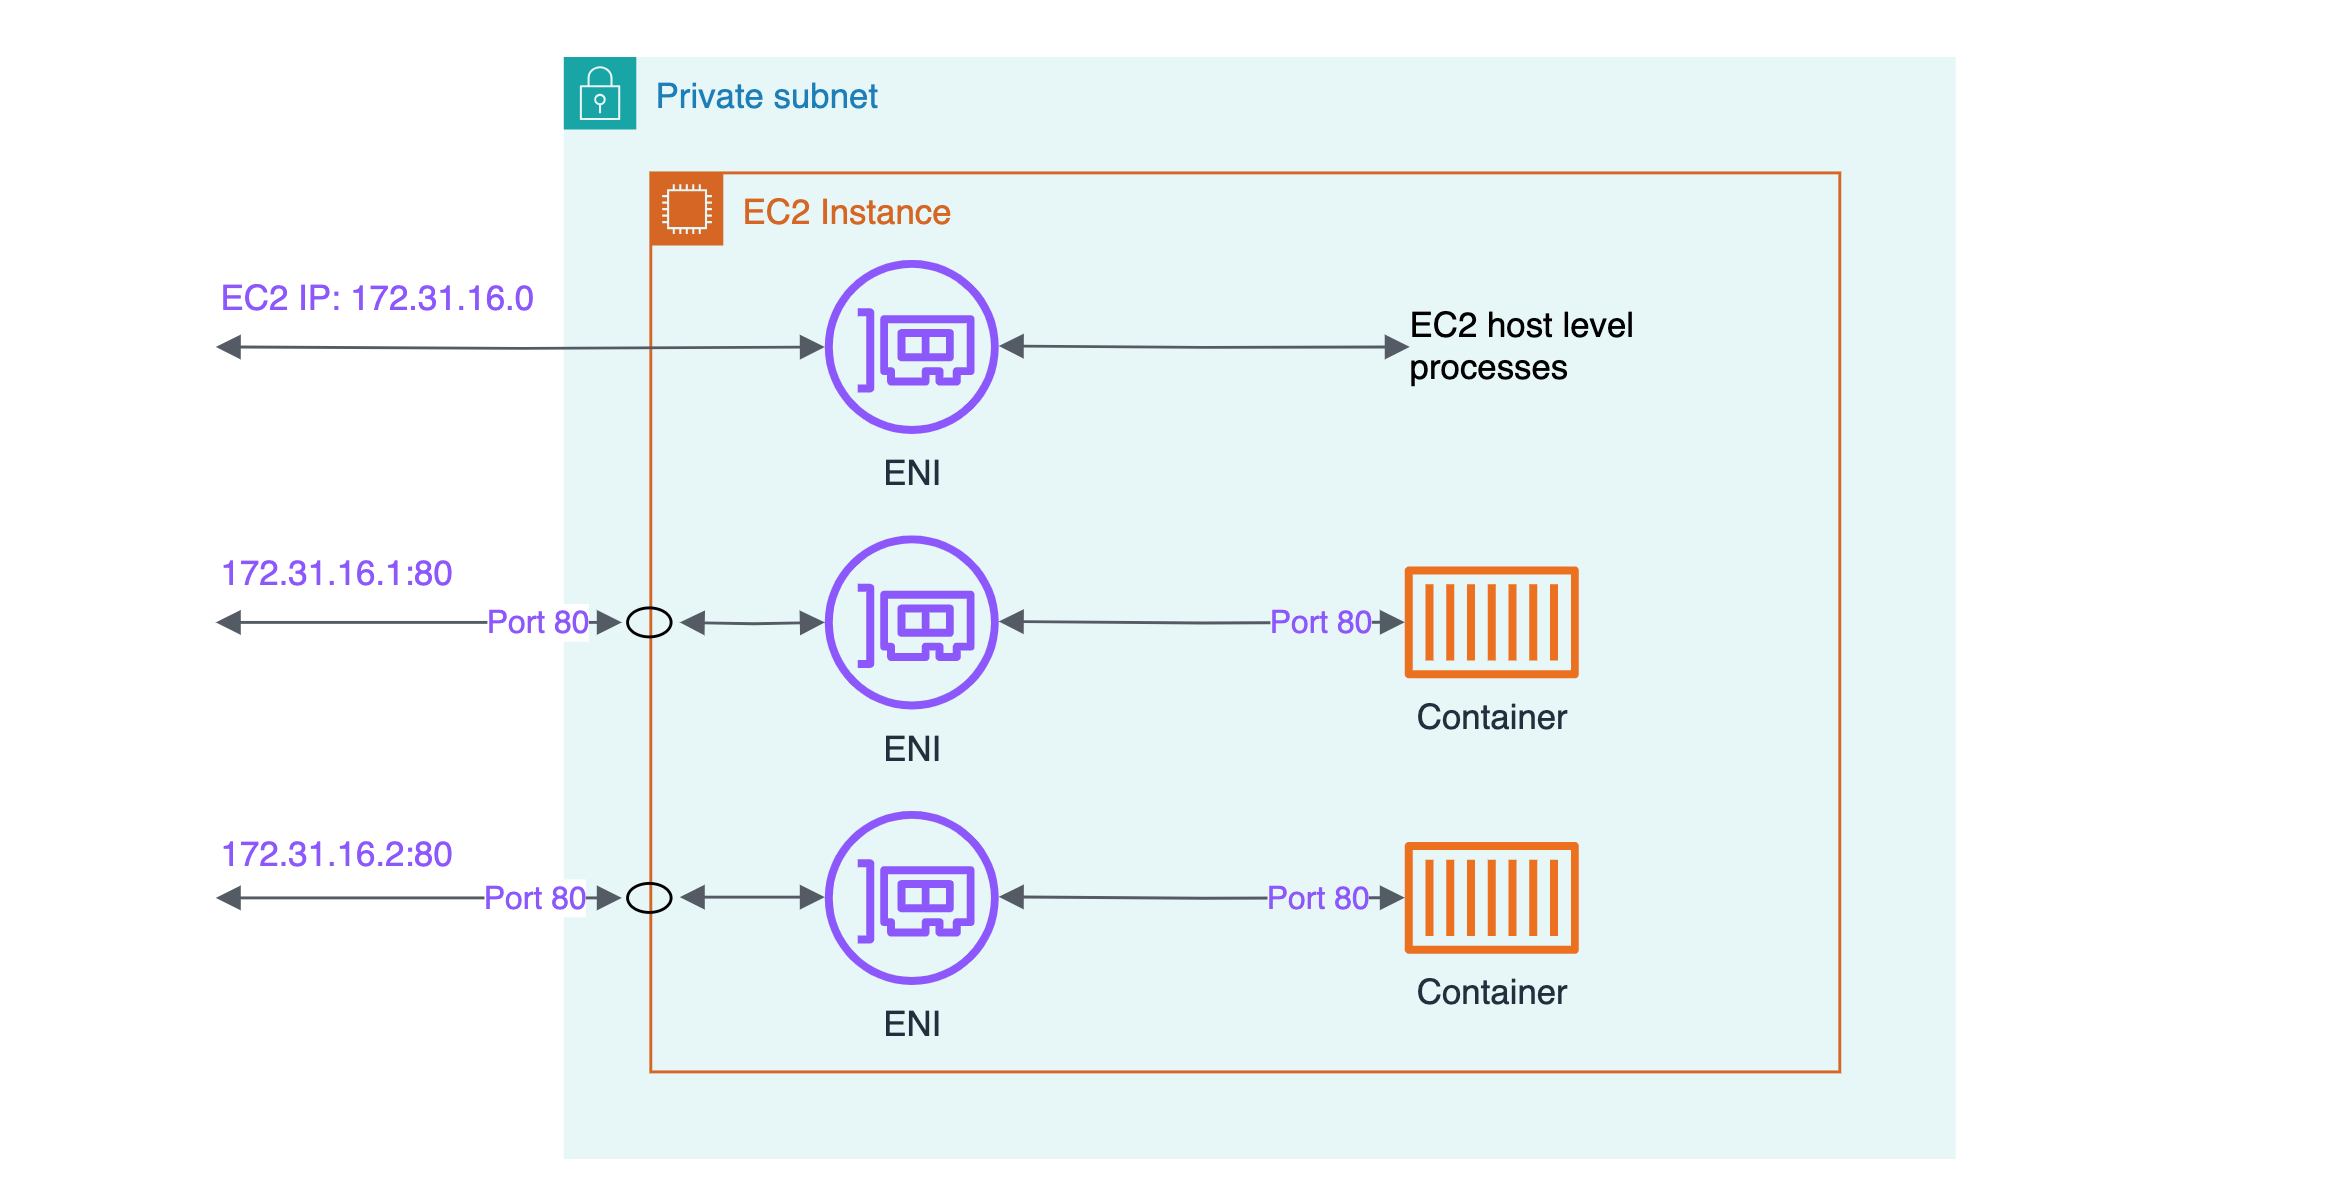 Private subnet
EC2 Instance
EC2 IP: 172.31.16.0
EC2 host level
processes
ENI
172.31.16.1:80
Port 80
Port 80
Container
ENI
172.31.16.2:80
Port 80
Port 80
Container
ENI